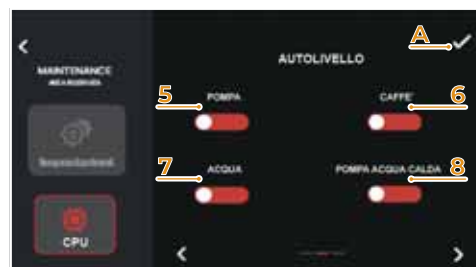 A
AUTOLIVELLO
MAINTENANCE
5
POMPA
CAFFE'
6
7
ACQUA
POMPA ACQUA CALDA
8
CPU